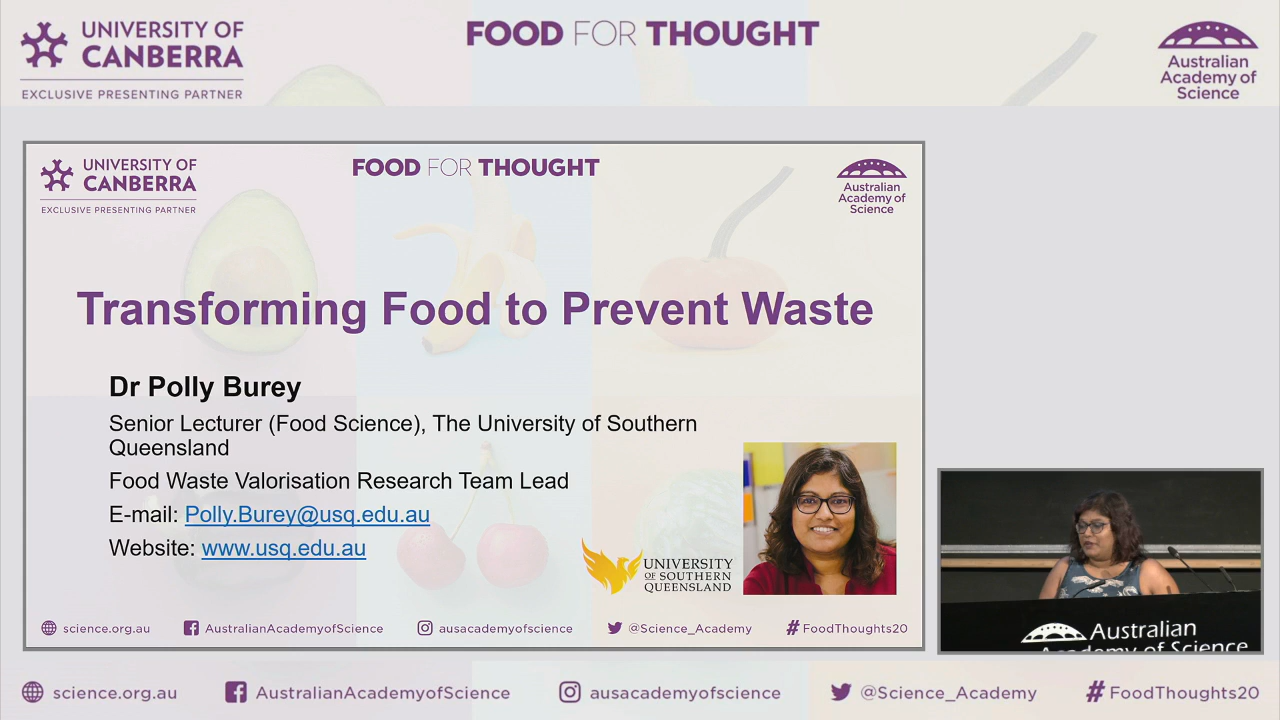 UNIVERSITY OF
CANBERRA
EXCLUSIVE PRESENTING PARTNER
FOOD FOR THOUGHT
Australian
Academy of
Science
UNIVERSITY OF
CANBERRA
EXCLUSIVE PRESENTING PARTNER
FOOD FOR THOUGHT
Australian
Academy of
Science
Transforming Food to Prevent Waste
Dr Polly Burey
Senior Lecturer (Food Science), The University of Southern
Queensland
Food Waste Valorisation Research Team Lead
E-mail: Polly.Burey@usq.edu.au
Website: www.usq.edu.au
UNIVERSITY
OF SOUTHERN
QUEENSLAND
science.org.au AustralianAcademyofScience ausacademyofscience @Science_Academy #FoodThoughts20
Australian
Academy of Science
science.org.au AustralianAcademyofScience ausacademyofscience @Science_Academy #FoodThoughts20